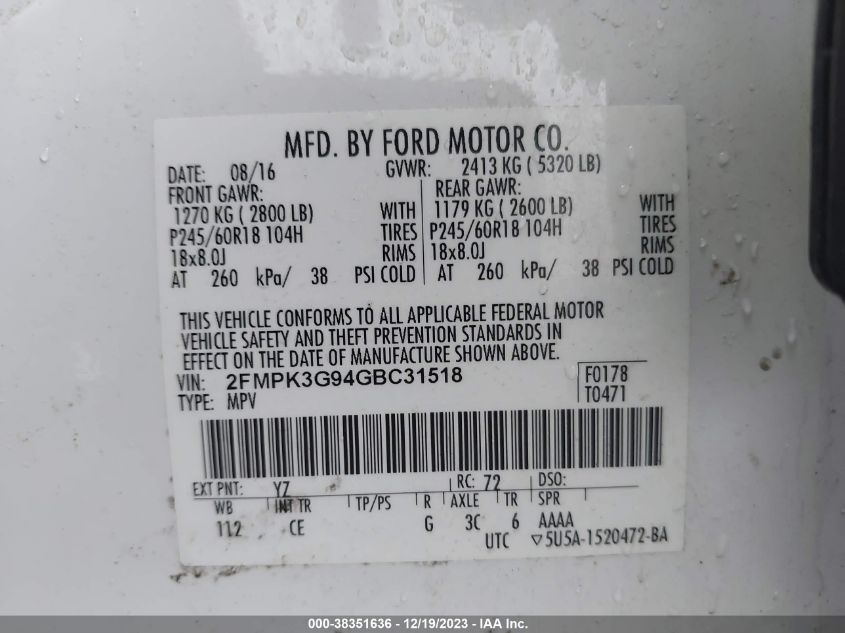 MFD. BY FORD MOTOR CO.
DATE: 08/16 GVWR: 2413 KG ( 5320 LB)
FRONT GAWR: REAR GAWR:
1270 KG ( 2800 LB) WITH 1179 KG ( 2600 LB) WITH
P245/60R18 104H TIRES P245/60R18 104H TIRES
18x8.0J RIMS 18x8.0J RIMS
AT 260 kPa/ 38 PSI COLD AT 260 kPa/ 38 PSI COLD
THIS VEHICLE CONFORMS TO ALL APPLICABLE FEDERAL MOTOR
VEHICLE SAFETY AND THEFT PREVENTION STANDARDS IN
EFFECT ON THE DATE OF MANUFACTURE SHOWN ABOVE.
VIN: 2FMPK3G94GBC31518 F0178
TYPE: MPV T0471
EXT PNT: YZ RC: 72 DSO:
WB INT TR TP/PS R AXLE TR SPR
112 CE G 3C 6 AAAA
UTC ▽5U5A-1520472-BA
000-38351636 - 12/19/2023 - IAA Inc.